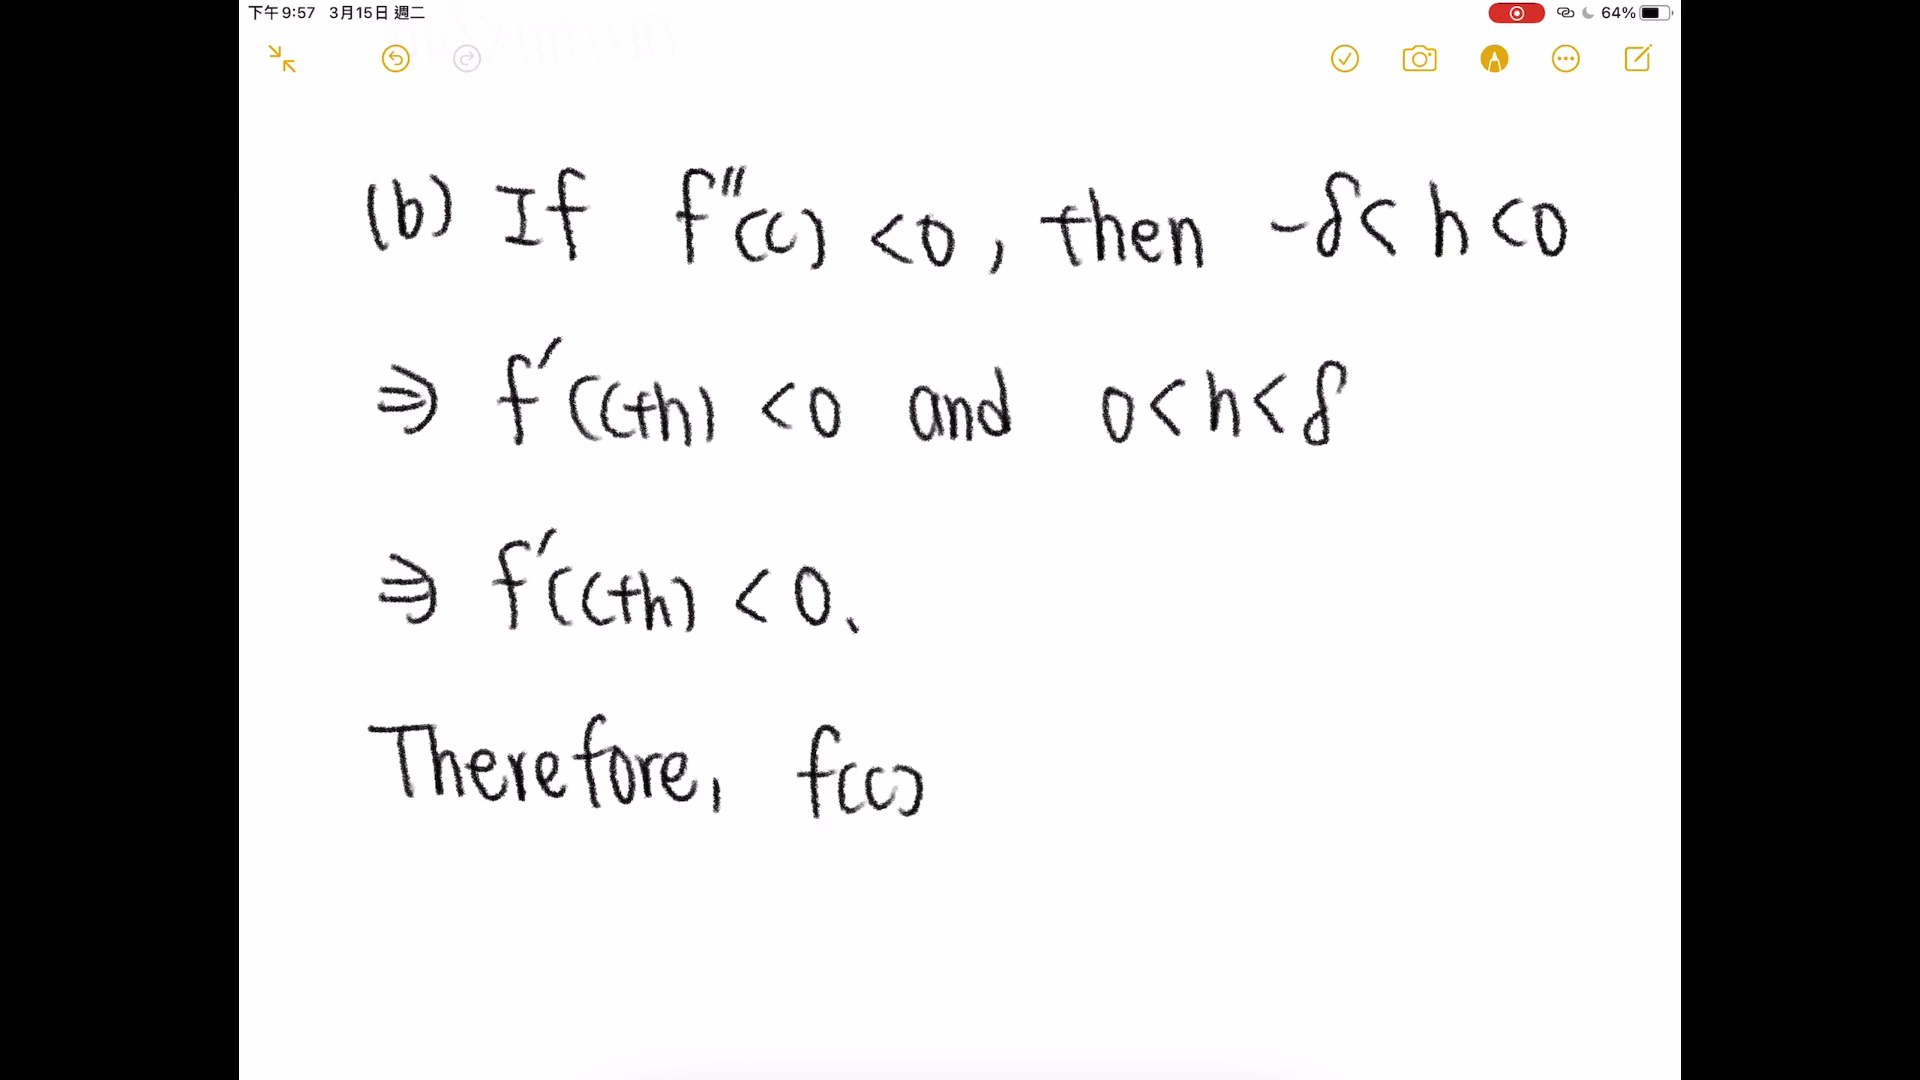 下午9:57 3月15日 週二 64%
(b) If f''(c) <0, then -δ< h <0
⇒ f'(c+h) <0 and 0<h<δ
⇒ f'(c+h) < 0.
Therefore, f(c)